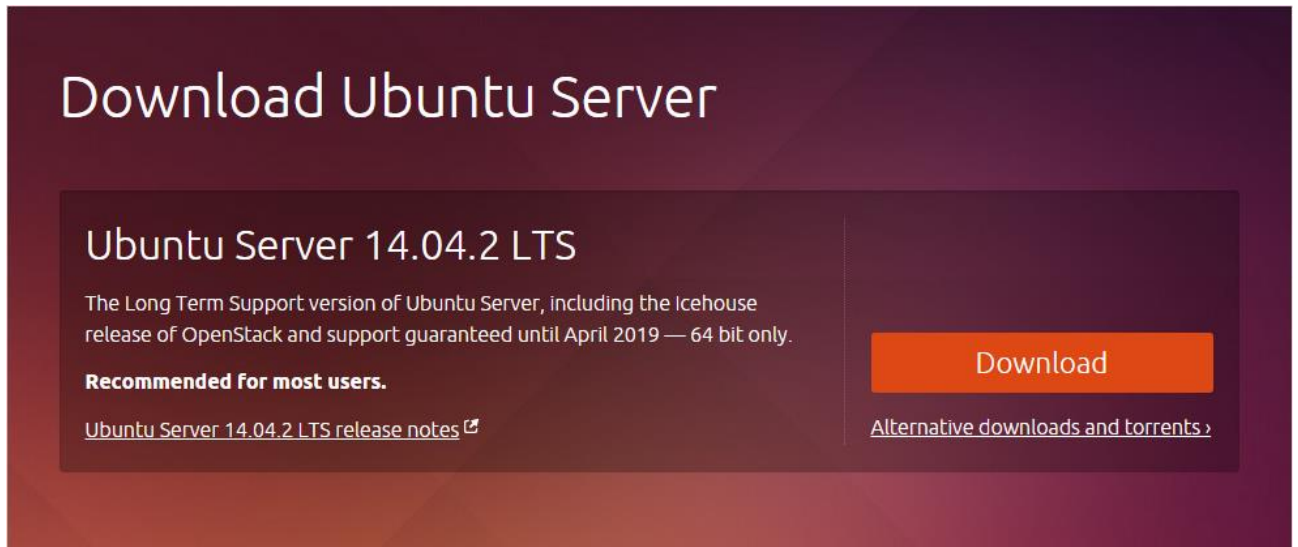 Download Ubuntu Server
Ubuntu Server 14.04.2 LTS
The Long Term Support version of Ubuntu Server, including the Icehouse
release of OpenStack and support guaranteed until April 2019 — 64 bit only.
Recommended for most users.
Ubuntu Server 14.04.2 LTS release notes
Download
Alternative downloads and torrents ›